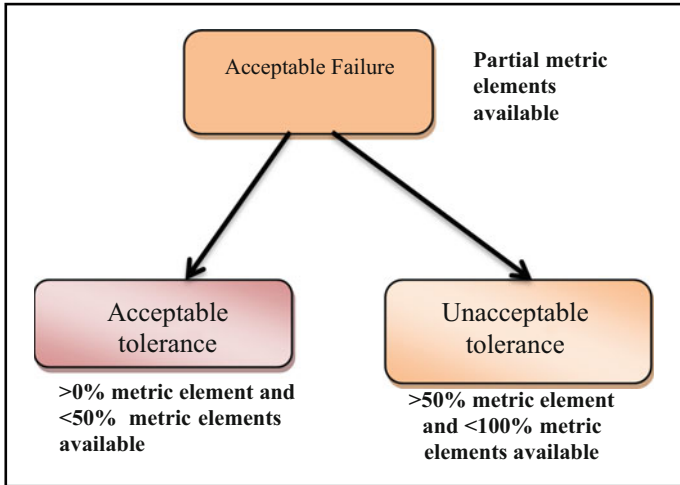 Acceptable Failure
Partial metric
elements
available
Acceptable
tolerance
Unacceptable
tolerance
>0% metric element and
<50% metric elements
available
>50% metric element
and <100% metric
elements available